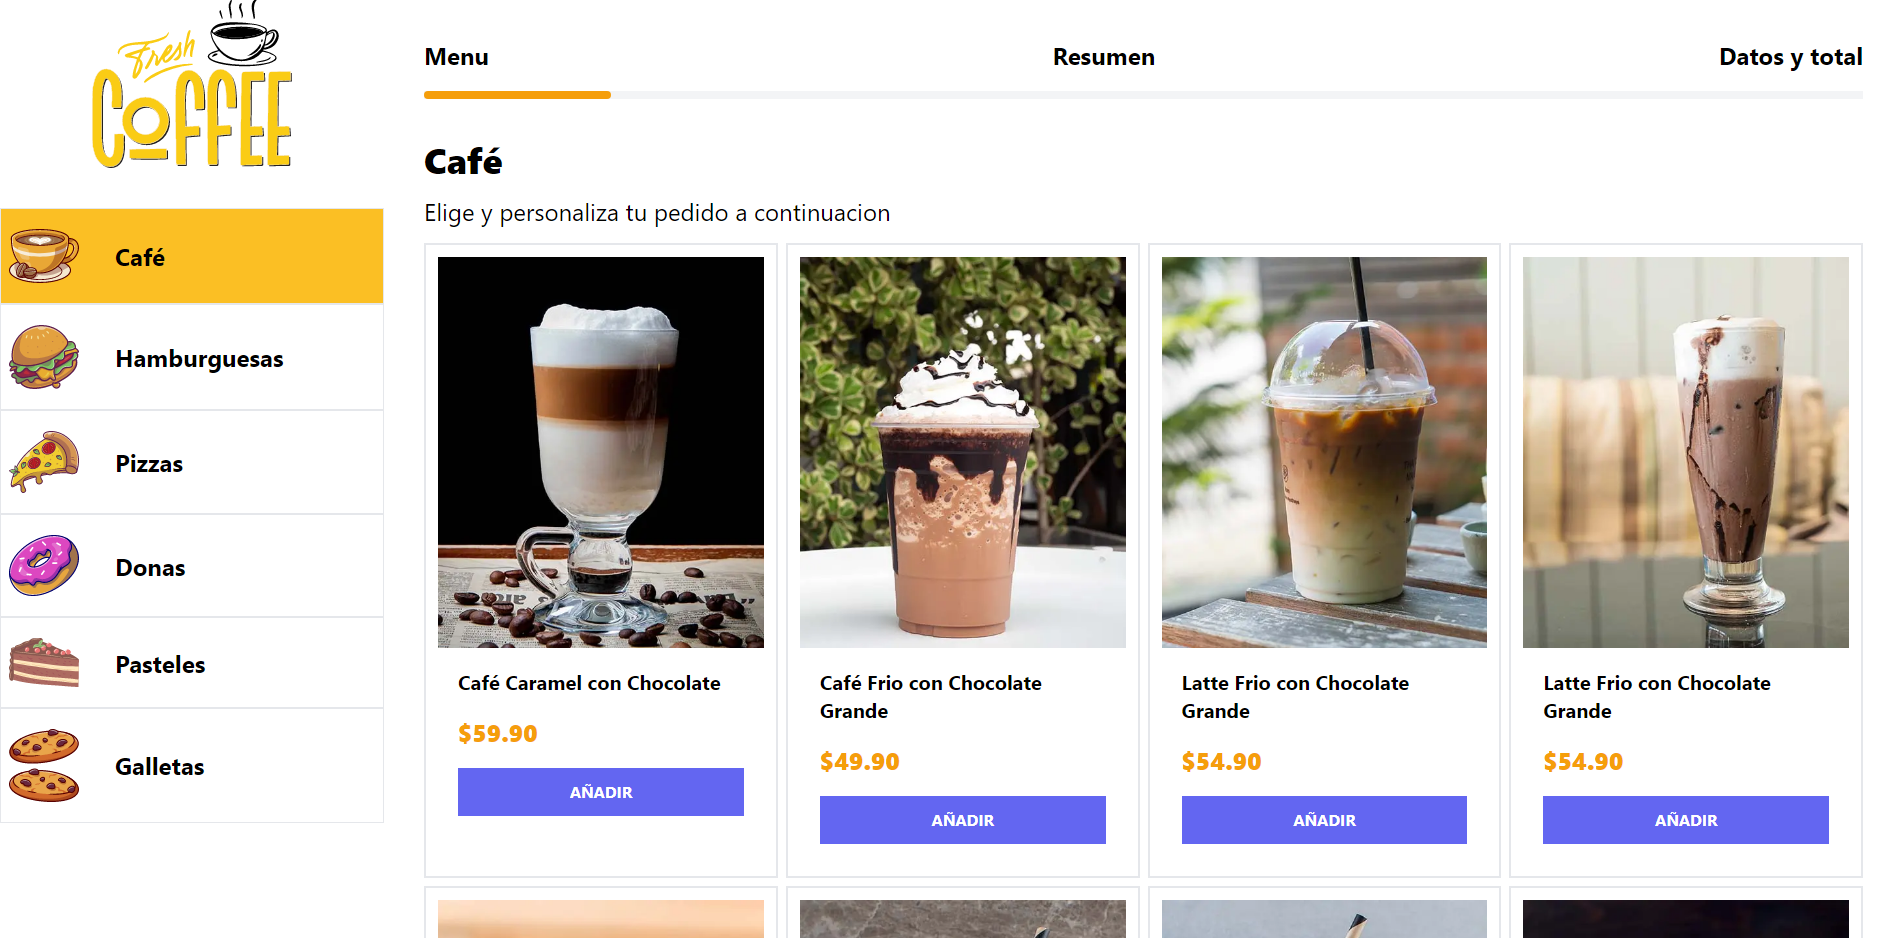 Fresh
COFFEE
Menu
Resumen
Datos y total
Café
Elige y personaliza tu pedido a continuacion
Café
Hamburguesas
Pizzas
Donas
Pasteles
Galletas
Café Caramel con Chocolate
$59.90
AÑADIR
Café Frio con Chocolate
Grande
$49.90
AÑADIR
Latte Frio con Chocolate
Grande
$54.90
AÑADIR
Latte Frio con Chocolate
Grande
$54.90
AÑADIR